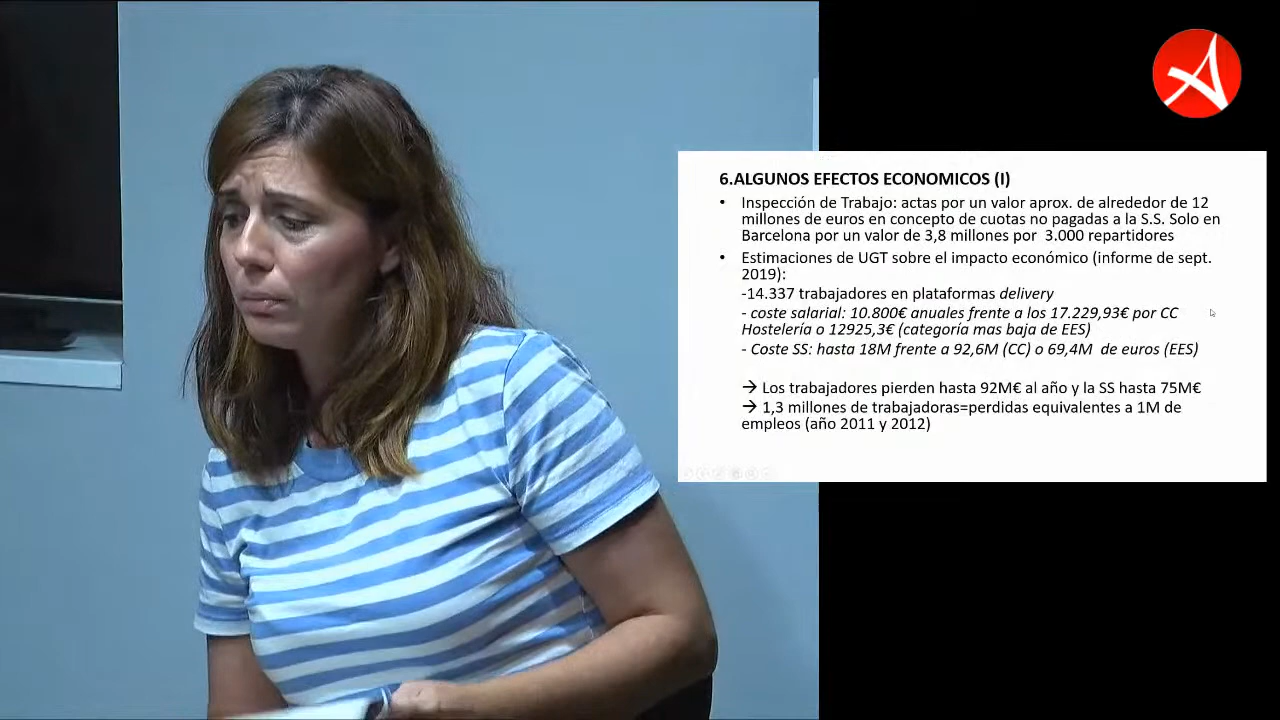 6.ALGUNOS EFECTOS ECONOMICOS (I)
• Inspección de Trabajo: actas por un valor aprox. de alrededor de 12
millones de euros en concepto de cuotas no pagadas a la S.S. Solo en
Barcelona por un valor de 3,8 millones por 3.000 repartidores
• Estimaciones de UGT sobre el impacto económico (informe de sept.
2019):
-14.337 trabajadores en plataformas delivery
- coste salarial: 10.800€ anuales frente a los 17.229,93€ por CC
Hostelería o 12925,3€ (categoría mas baja de EES)
- Coste SS: hasta 18M frente a 92,6M (CC) o 69,4M de euros (EES)
→ Los trabajadores pierden hasta 92M€ al año y la SS hasta 75M€
→ 1,3 millones de trabajadoras=perdidas equivalentes a 1M de
empleos (año 2011 y 2012)